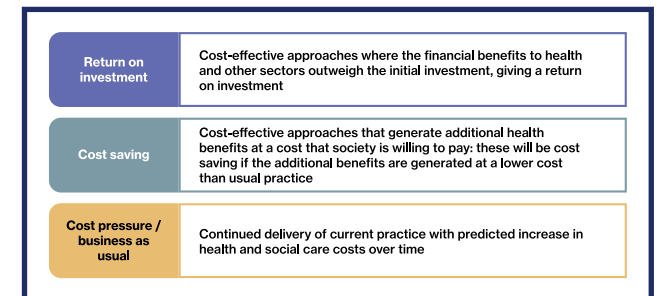 Return on
investment
Cost-effective approaches where the financial benefits to health
and other sectors outweigh the initial investment, giving a return
on investment
Cost saving
Cost-effective approaches that generate additional health
benefits at a cost that society is willing to pay: these will be cost
saving if the additional benefits are generated at a lower cost
than usual practice
Cost pressure /
business as
usual
Continued delivery of current practice with predicted increase in
health and social care costs over time